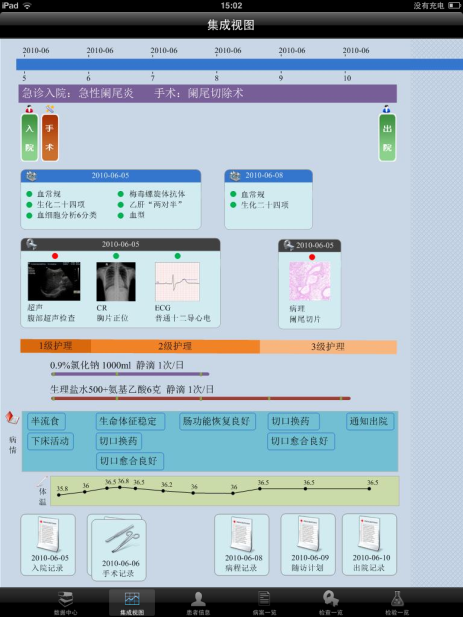 iPad 15:02 没有充电
集成视图
2010-06 2010-06 2010-06 2010-06 2010-06 2010-06
5 6 7 8 9 10
急诊入院：急性阑尾炎 手术：阑尾切除术
入院 手术 出院
2010-06-05 2010-06-08
血常规 梅毒螺旋体抗体 血常规
生化二十四项 乙肝“两对半” 生化二十四项
血细胞分析6分类 血型
2010-06-05 2010-06-05
超声 CR ECG 病理
腹部超声检查 胸片正位 普通十二导心电 阑尾切片
1级护理 2级护理 3级护理
0.9%氯化钠 1000ml 静滴 1次/日
生理盐水500+氨基乙酸6克 静滴 1次/日
病情
半流食 生命体征稳定 肠功能恢复良好 切口换药 通知出院
下床活动 切口换药 切口愈合良好
切口愈合良好
体温
35.8 36 36.5 36.8 36.5 36.2 36 36 36.5 36.5 36.5
2010-06-05 2010-06-06 2010-06-08 2010-06-09 2010-06-10
入院记录 手术记录 病程记录 随访计划 出院记录
数据中心 集成视图 患者信息 病案一览 检查一览 检验一览